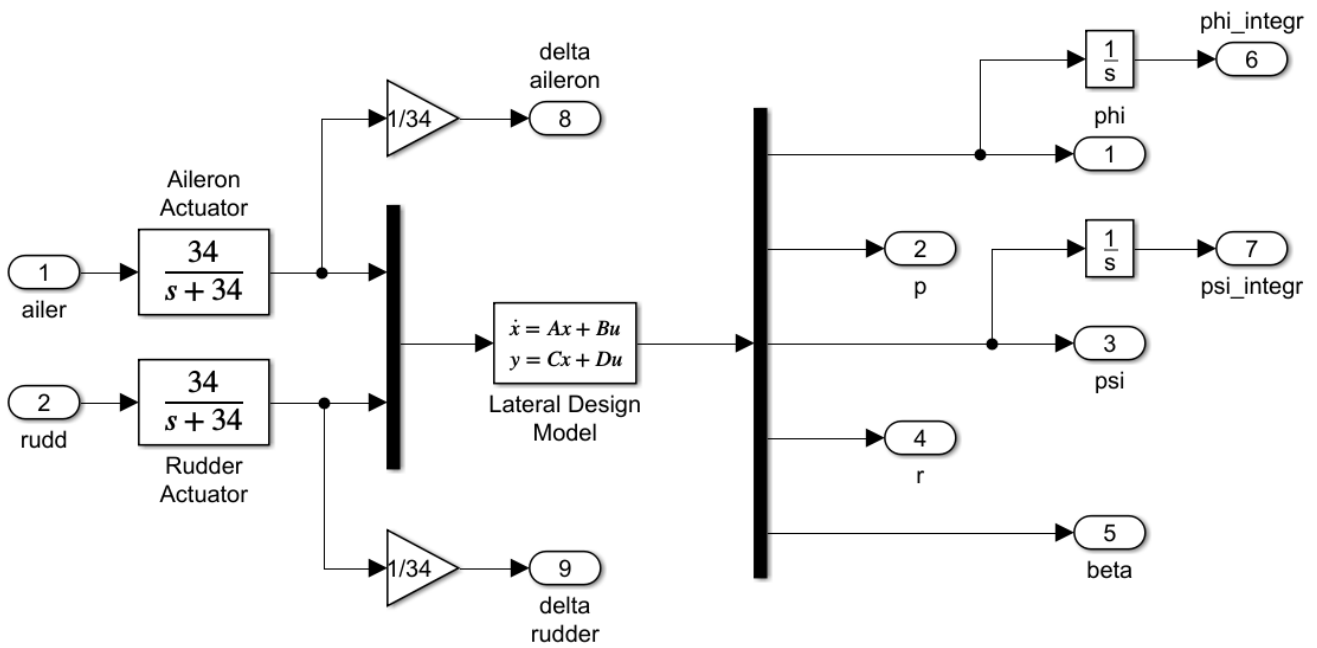 delta
aileron
1/34
8
Aileron
Actuator
34
s + 34
1
ailer
34
s + 34
2
rudd
Rudder
Actuator
ẋ = Ax + Bu
y = Cx + Du
Lateral Design
Model
1/34
9
delta
rudder
phi_integr
1
s
6
phi
1
2
p
1
s
7
psi_integr
3
psi
4
r
5
beta